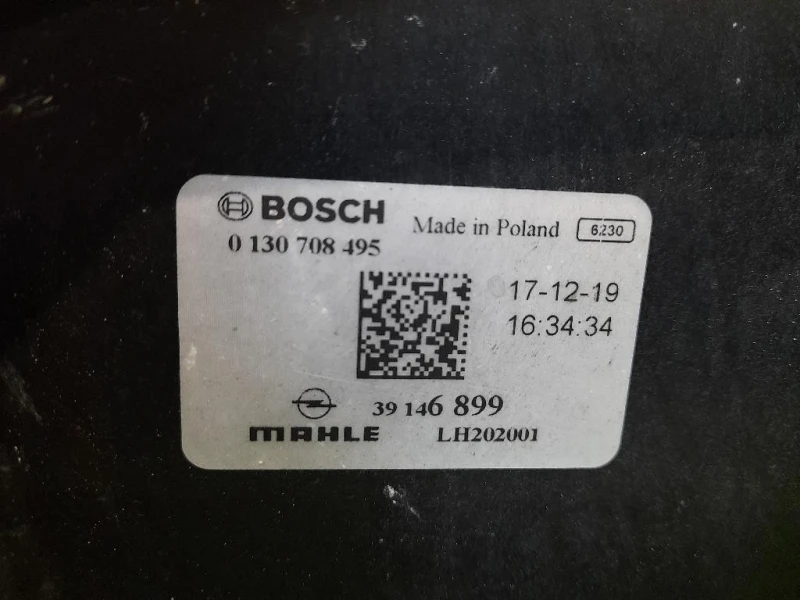 BOSCH Made in Poland 6230
0 130 708 495
17-12-19
16:34:34
39 146 899
MAHLE LH202001